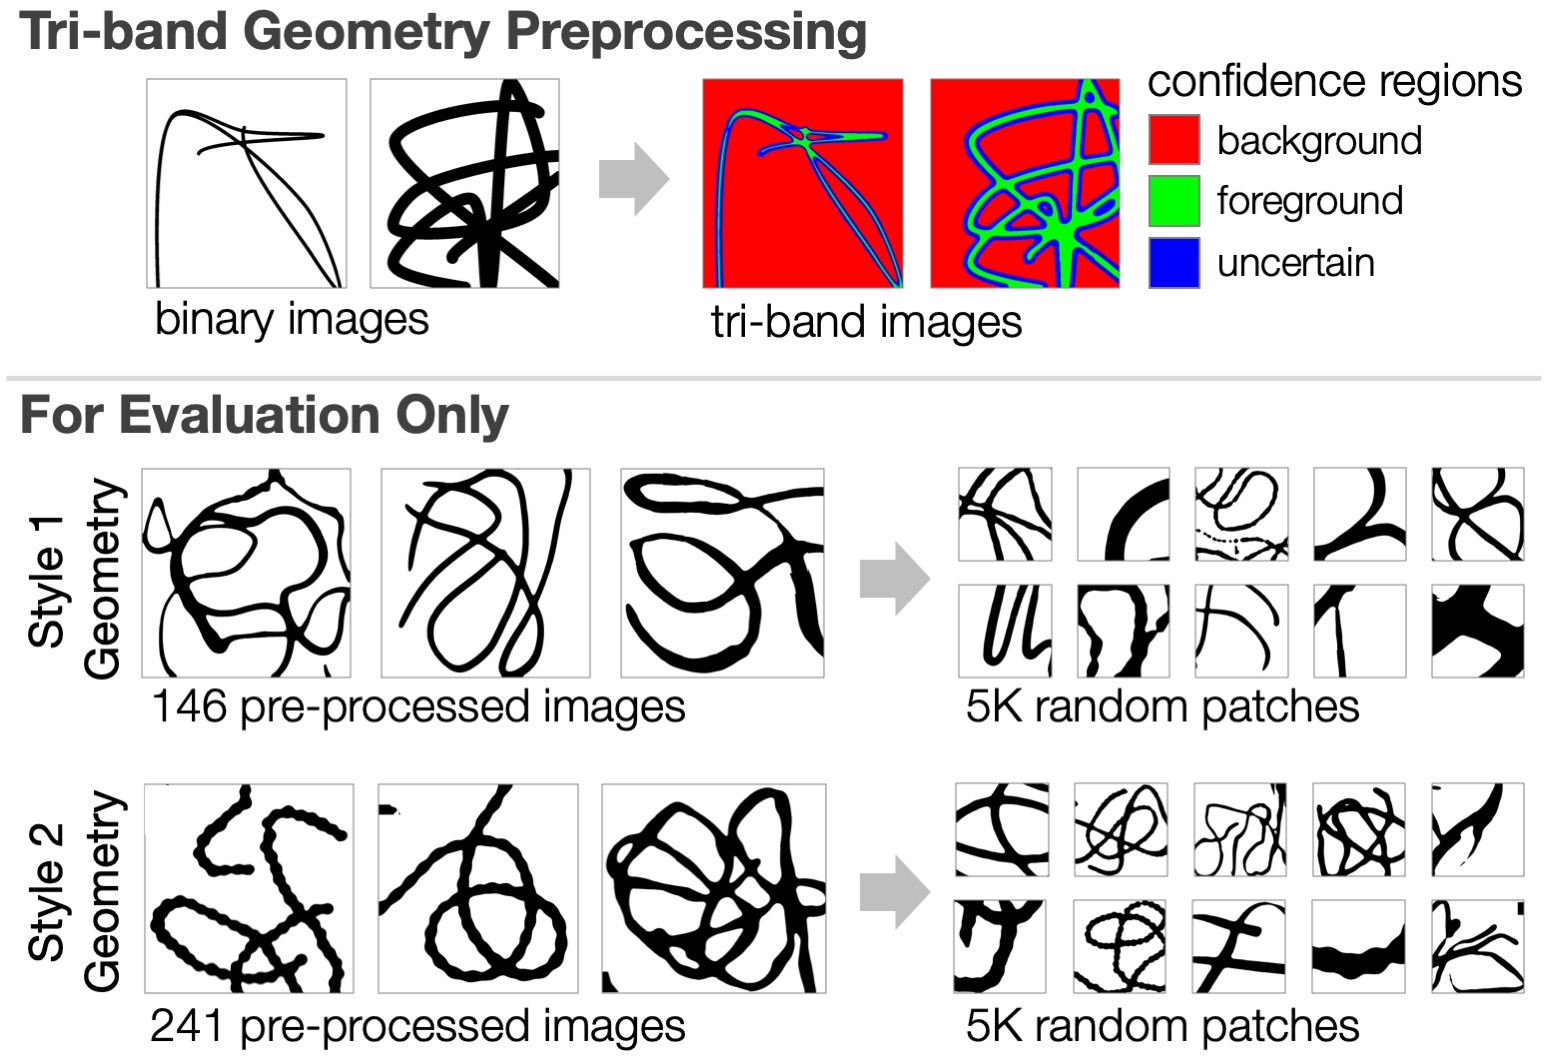 Tri-band Geometry Preprocessing
confidence regions
background
foreground
uncertain
binary images
tri-band images
For Evaluation Only
Style 1
Geometry
146 pre-processed images
5K random patches
Style 2
Geometry
241 pre-processed images
5K random patches